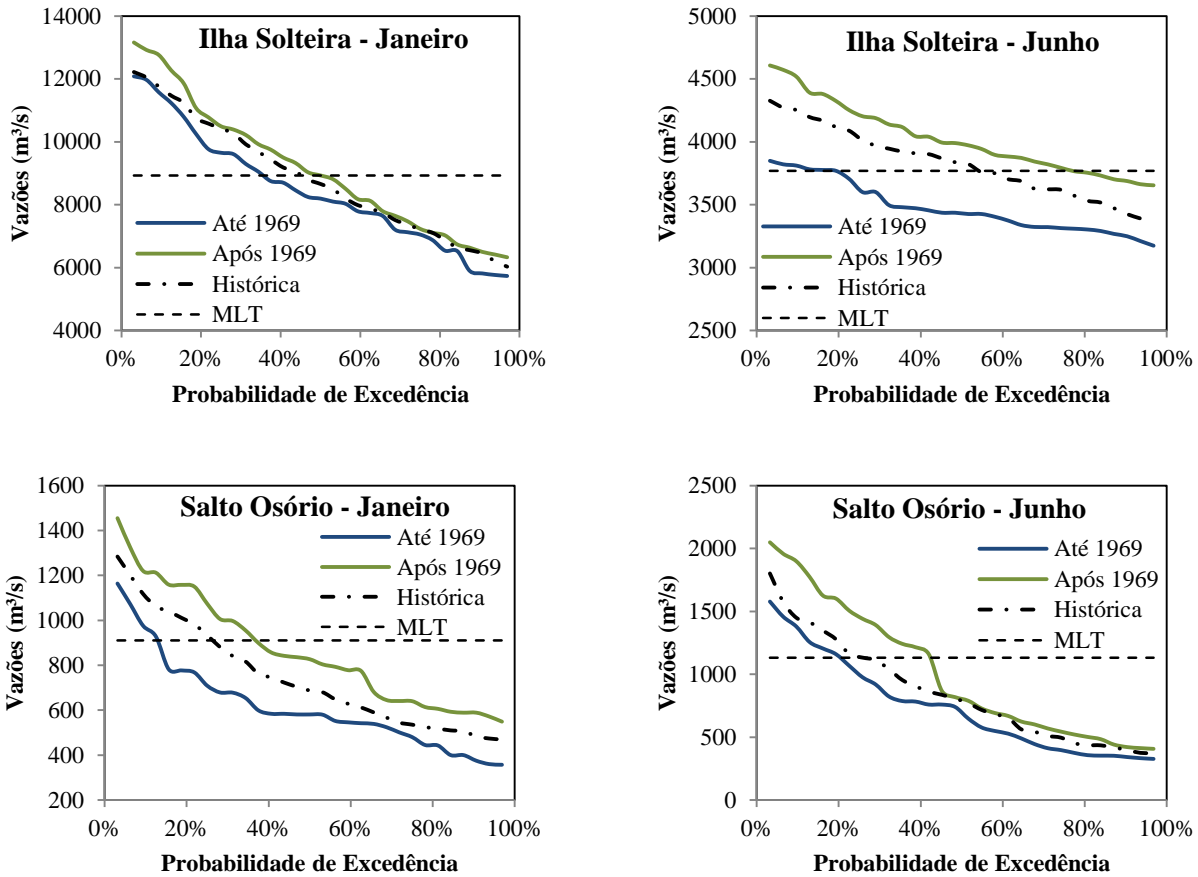 Ilha Solteira - Janeiro
Vazões (m³/s)
14000
12000
10000
8000
6000
4000
Até 1969
Após 1969
Histórica
MLT
0% 20% 40% 60% 80% 100%
Probabilidade de Excedência
Ilha Solteira - Junho
Vazões (m³/s)
5000
4500
4000
3500
3000
2500
Até 1969
Após 1969
Histórica
MLT
0% 20% 40% 60% 80% 100%
Probabilidade de Excedência
Salto Osório - Janeiro
Vazões (m³/s)
1600
1400
1200
1000
800
600
400
200
Até 1969
Após 1969
Histórica
MLT
0% 20% 40% 60% 80% 100%
Probabilidade de Excedência
Salto Osório - Junho
Vazões (m³/s)
2500
2000
1500
1000
500
0
Até 1969
Após 1969
Histórica
MLT
0% 20% 40% 60% 80% 100%
Probabilidade de Excedência